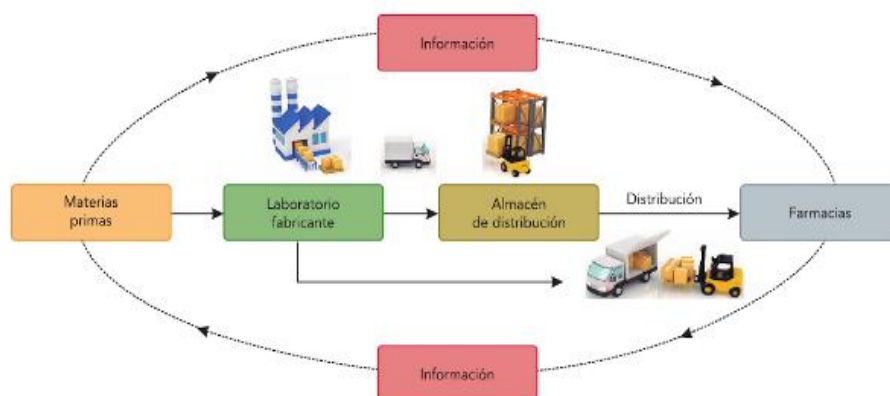 Información
Materias
primas
Laboratorio
fabricante
Almacén
de distribución
Distribución
Farmacias
Información